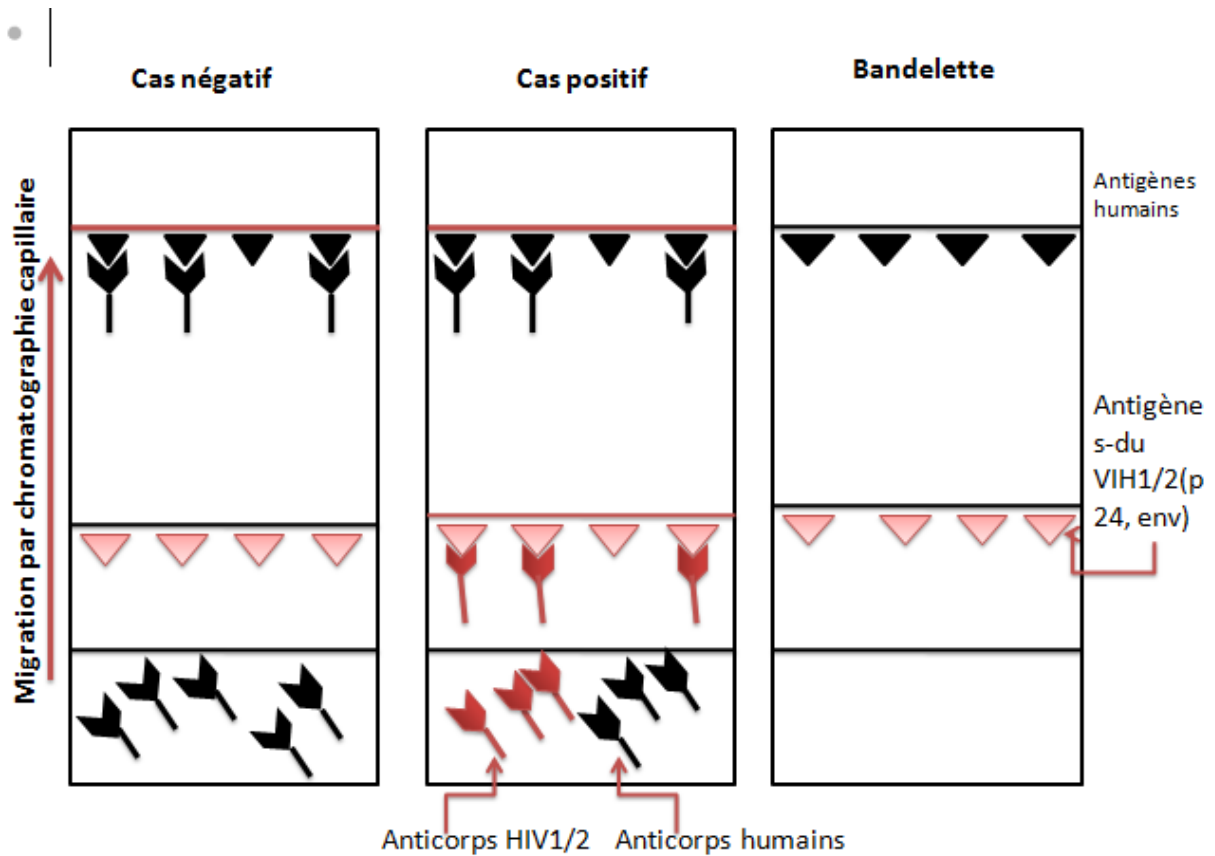 Cas négatif
Cas positif
Bandelette
Migration par chromatographie capillaire
Antigènes
humains
Antigène
s-du
VIH1/2(p
24, env)
Anticorps HIV1/2
Anticorps humains